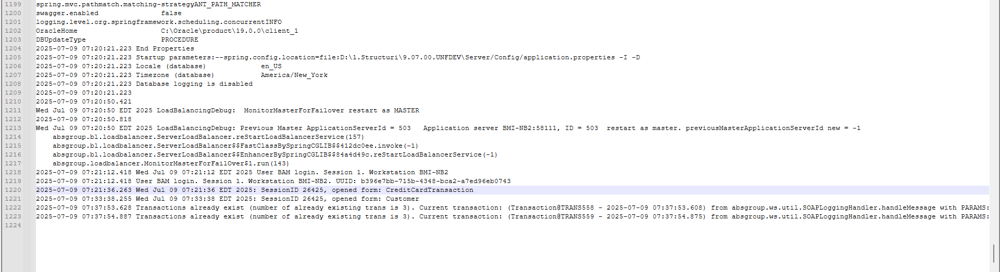 1199 spring.mvc.pathmatch.matching-strategyANT_PATH_MATCHER
1200 swagger.enabled               false
1201 logging.level.org.springframework.scheduling.concurrentINFO
1202 OracleHome                    C:\Oracle\product\19.0.0\client_1
1203 DBUpdateType                  PROCEDURE
1204 2025-07-09 07:20:21.223 End Properties
1205 2025-07-09 07:20:21.223 Startup parameters:--spring.config.location=file:D:\1.Structuri\9.07.00.UNFDEV\Server/Config/application.properties -I -D
1206 2025-07-09 07:20:21.223 Locale (database)             en_US
1207 2025-07-09 07:20:21.223 Timezone (database)           America/New_York
1208 2025-07-09 07:20:21.223 Database logging is disabled
1209 2025-07-09 07:20:21.223
1210 2025-07-09 07:20:50.421
1211 Wed Jul 09 07:20:50 EDT 2025 LoadBalancingDebug:  MonitorMasterForFailover restart as MASTER
1212 2025-07-09 07:20:50.818
1213 Wed Jul 09 07:20:50 EDT 2025 LoadBalancingDebug: Previous Master ApplicationServerId = 503   Application server BMI-NB2:58111, ID = 503  restart as master. previousMasterApplicationServerId new = -1
1214     absgroup.bl.loadbalancer.ServerLoadBalancer.reStartLoadBalancerService(157)
1215     absgroup.bl.loadbalancer.ServerLoadBalancer$$FastClassBySpringCGLIB$$412dc0ee.invoke(-1)
1216     absgroup.bl.loadbalancer.ServerLoadBalancer$$EnhancerBySpringCGLIB$$84a4d49c.reStartLoadBalancerService(-1)
1217     absgroup.loadbalancer.MonitorMasterForFailOver$1.run(143)
1218 2025-07-09 07:21:12.418 Wed Jul 09 07:21:12 EDT 2025 User BAM login. Session 1. Workstation BMI-NB2
1219 2025-07-09 07:21:12.418 User BAM login. Session 1. Workstation BMI-NB2. UUID: b396e7bb-715b-4348-bca2-a7ed96eb0743
1220 2025-07-09 07:21:36.263 Wed Jul 09 07:21:36 EDT 2025: SessionID 26425, opened form: CreditCardTransaction
1221 2025-07-09 07:33:38.255 Wed Jul 09 07:33:38 EDT 2025: SessionID 26425, opened form: Customer
1222 2025-07-09 07:37:53.628 Transactions already exist (number of already existing trans is 3). Current transaction: (Transaction@TRANS558 - 2025-07-09 07:37:53.608) from absgroup.ws.util.SOAPLoggingHandler.handleMessage with PARAMS:
1223 2025-07-09 07:37:54.887 Transactions already exist (number of already existing trans is 3). Current transaction: (Transaction@TRANS559 - 2025-07-09 07:37:54.875) from absgroup.ws.util.SOAPLoggingHandler.handleMessage with PARAMS:
1224